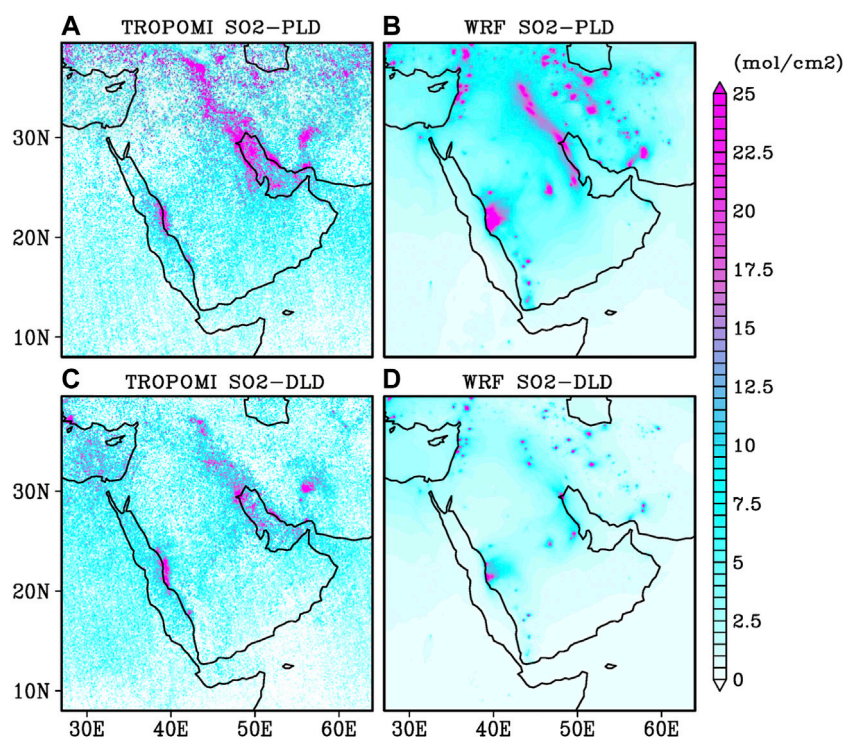 A TROPOMI SO2-PLD
B WRF SO2-PLD
(mol/cm2)
30N
20N
10N
25
22.5
20
17.5
15
12.5
10
7.5
5
2.5
0
C TROPOMI SO2-DLD
D WRF SO2-DLD
30N
20N
10N
30E 40E 50E 60E
30E 40E 50E 60E